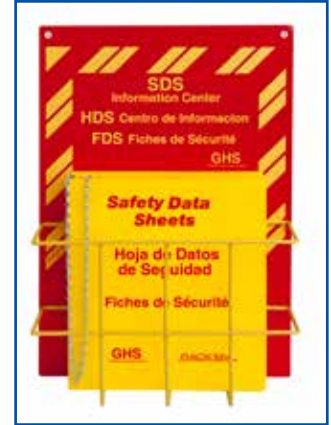 SDS
Information Center
HDS Centro de Informacion
FDS Fiches de Sécurité
GHS
Safety Data
Sheets
Hoja de Datos
de Seguidad
Fiches de Sécurité
GHS